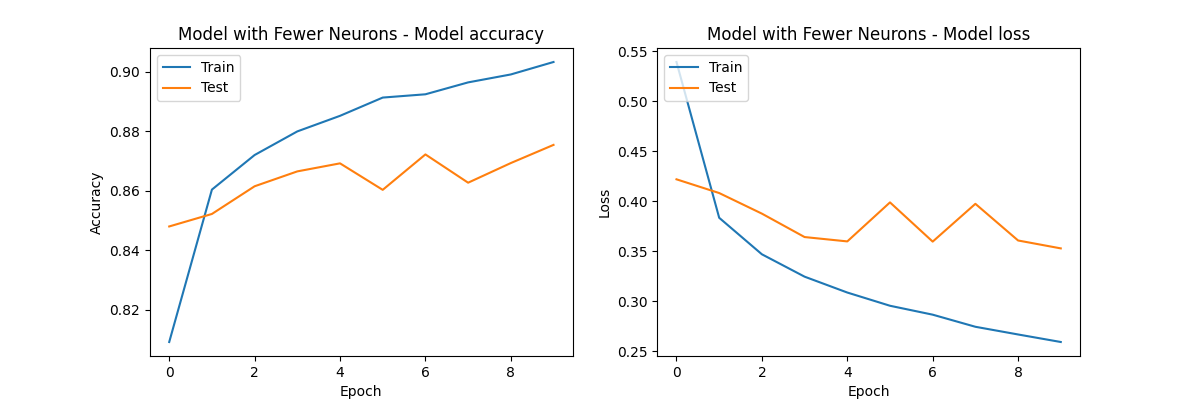 Model with Fewer Neurons - Model accuracy
Train
Test
0.90
0.88
0.86
0.84
0.82
Accuracy
0 2 4 6 8
Epoch
Model with Fewer Neurons - Model loss
Train
Test
0.55
0.50
0.45
0.40
0.35
0.30
0.25
Loss
0 2 4 6 8
Epoch